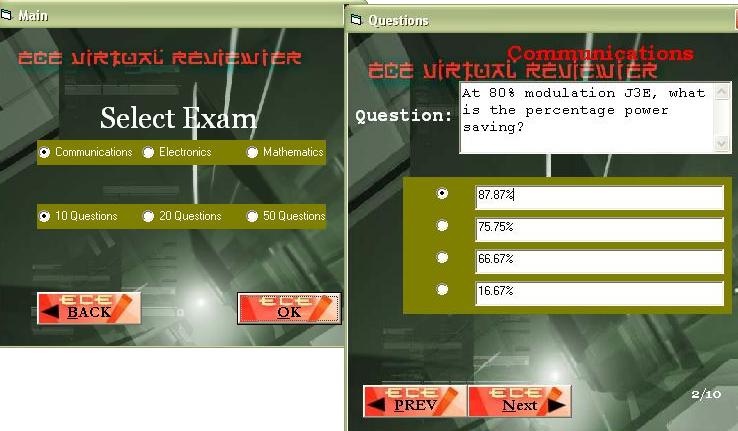 Main
ECE VIRTUAL REVIEWER
Select Exam
Communications Electronics Mathematics
10 Questions 20 Questions 50 Questions
ECE
BACK
ECE
OK
Questions
Communications
ECE VIRTUAL REVIEWER
Question:
At 80% modulation J3E, what
is the percentage power
saving?
87.87%
75.75%
66.67%
16.67%
ECE
PREV
ECE
Next
2/10